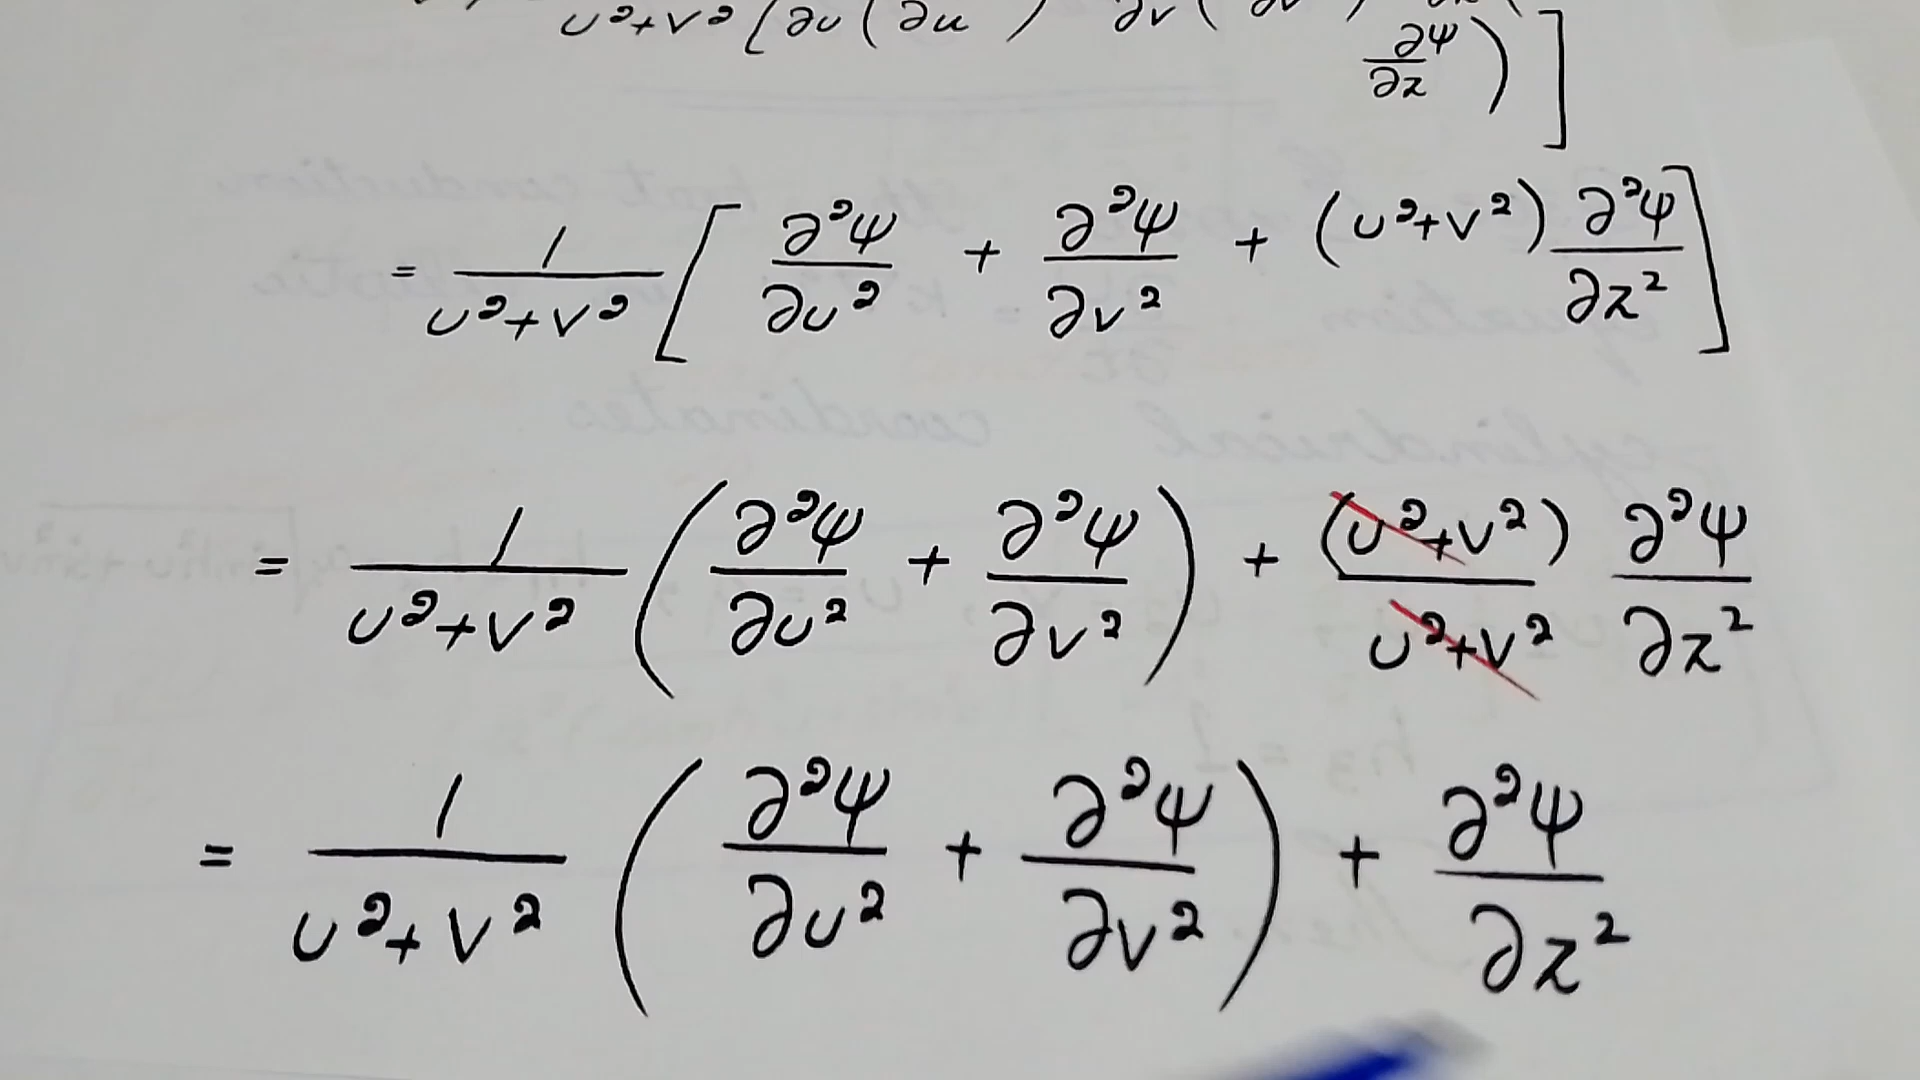 ∂ψ/∂z )]
= 1/(u²+v²) [ ∂²ψ/∂u² + ∂²ψ/∂v² + (u²+v²) ∂²ψ/∂z² ]
= 1/(u²+v²) ( ∂²ψ/∂u² + ∂²ψ/∂v² ) + (u²+v²)/(u²+v²) ∂²ψ/∂z²
= 1/(u²+v²) ( ∂²ψ/∂u² + ∂²ψ/∂v² ) + ∂²ψ/∂z²